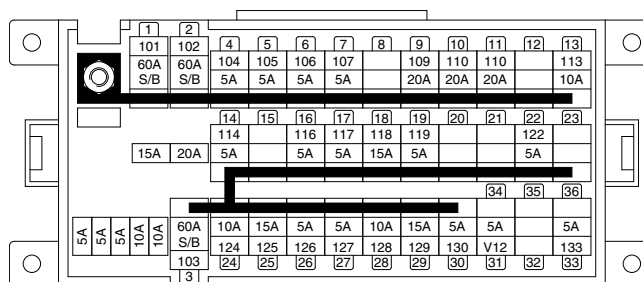 1 2
101 102 4 5 6 7 8 9 10 11 12 13
60A 60A 104 105 106 107 109 110 110 113
S/B S/B 5A 5A 5A 5A 20A 20A 20A 10A
14 15 16 17 18 19 20 21 22 23
114 116 117 118 119 122
15A 20A 5A 5A 5A 15A 5A 5A
34 35 36
5A 5A 5A 10A 10A 60A 10A 15A 5A 5A 10A 15A 5A 5A 5A
S/B 124 125 126 127 128 129 130 V12 133
103 24 25 26 27 28 29 30 31 32 33
3